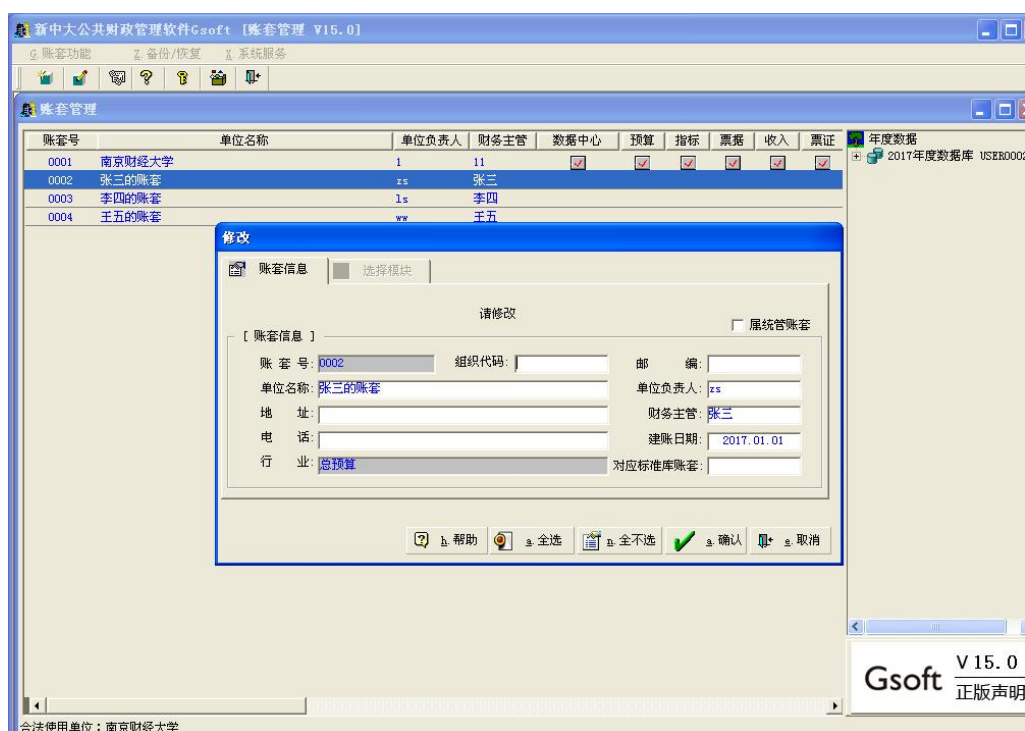 新中大公共财政管理软件Gsoft [账套管理 V15.0]
G.账套功能 Z.备份/恢复 X.系统服务
账套管理
账套号 单位名称 单位负责人 财务主管 数据中心 预算 指标 票据 收入 票证 年度数据
0001 南京财经大学 1 11 2017年度数据库 USER0002
0002 张三的账套 zs 张三
0003 李四的账套 ls 李四
0004 王五的账套 ww 王五
修改
账套信息 选择模块
请修改
属统管账套
[ 账套信息 ]
账 套 号: 0002 组织代码: 邮 编:
单位名称: 张三的账套 单位负责人: zs
地 址: 财务主管: 张三
电 话: 建账日期: 2017.01.01
行 业: 总预算 对应标准库账套:
h.帮助 a.全选 n.全不选 s.确认 e.取消
Gsoft V15.0
正版声明
合法使用单位：南京财经大学